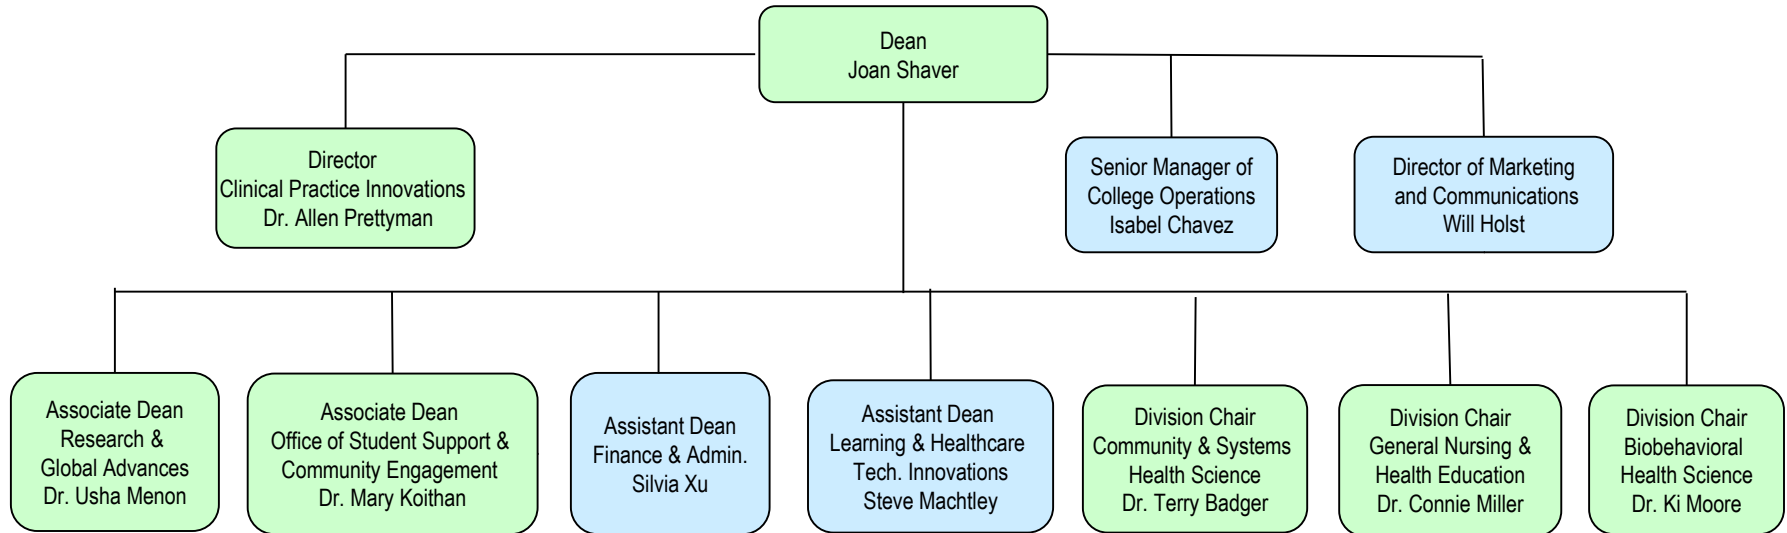 Dean
Joan Shaver
Director
Clinical Practice Innovations
Dr. Allen Prettyman
Senior Manager of
College Operations
Isabel Chavez
Director of Marketing
and Communications
Will Holst
Associate Dean
Research &
Global Advances
Dr. Usha Menon
Associate Dean
Office of Student Support &
Community Engagement
Dr. Mary Koithan
Assistant Dean
Finance & Admin.
Silvia Xu
Assistant Dean
Learning & Healthcare
Tech. Innovations
Steve Machtley
Division Chair
Community & Systems
Health Science
Dr. Terry Badger
Division Chair
General Nursing &
Health Education
Dr. Connie Miller
Division Chair
Biobehavioral
Health Science
Dr. Ki Moore